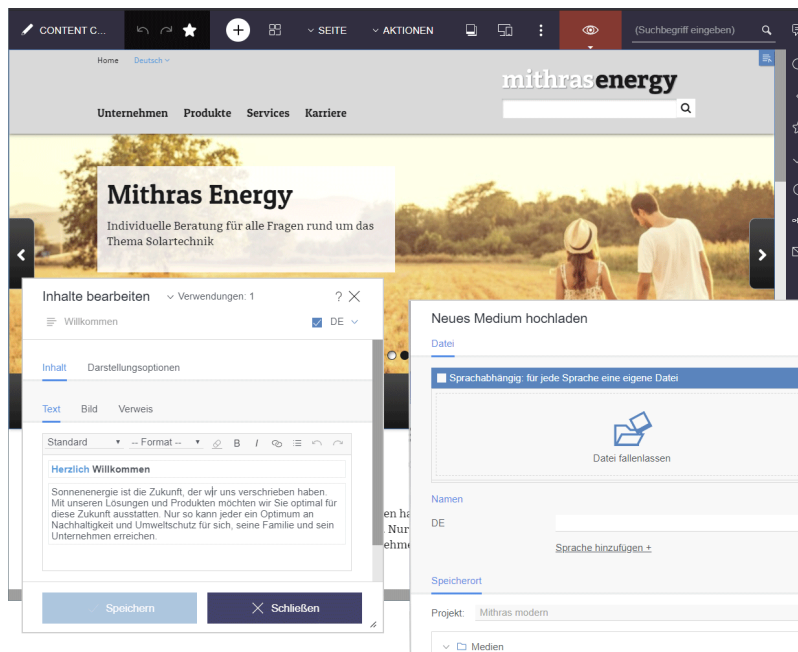 CONTENT C...
SEITE
AKTIONEN
(Suchbegriff eingeben)
Home Deutsch
mithrasenergy
Unternehmen Produkte Services Karriere
Mithras Energy
Individuelle Beratung für alle Fragen rund um das
Thema Solartechnik
Inhalte bearbeiten Verwendungen: 1 ?
Willkommen DE
Inhalt Darstellungsoptionen
Text Bild Verweis
Standard -- Format -- B I
Herzlich Willkommen
Sonnenenergie ist die Zukunft, der wir uns verschrieben haben.
Mit unseren Lösungen und Produkten möchten wir Sie optimal für
diese Zukunft ausstatten. Nur so kann jeder ein Optimum an
Nachhaltigkeit und Umweltschutz für sich, seine Familie und sein
Unternehmen erreichen.
Speichern Schließen
Neues Medium hochladen
Datei
Sprachabhängig: für jede Sprache eine eigene Datei
Datei fallenlassen
Namen
DE
Sprache hinzufügen +
Speicherort
Projekt: Mithras modern
Medien